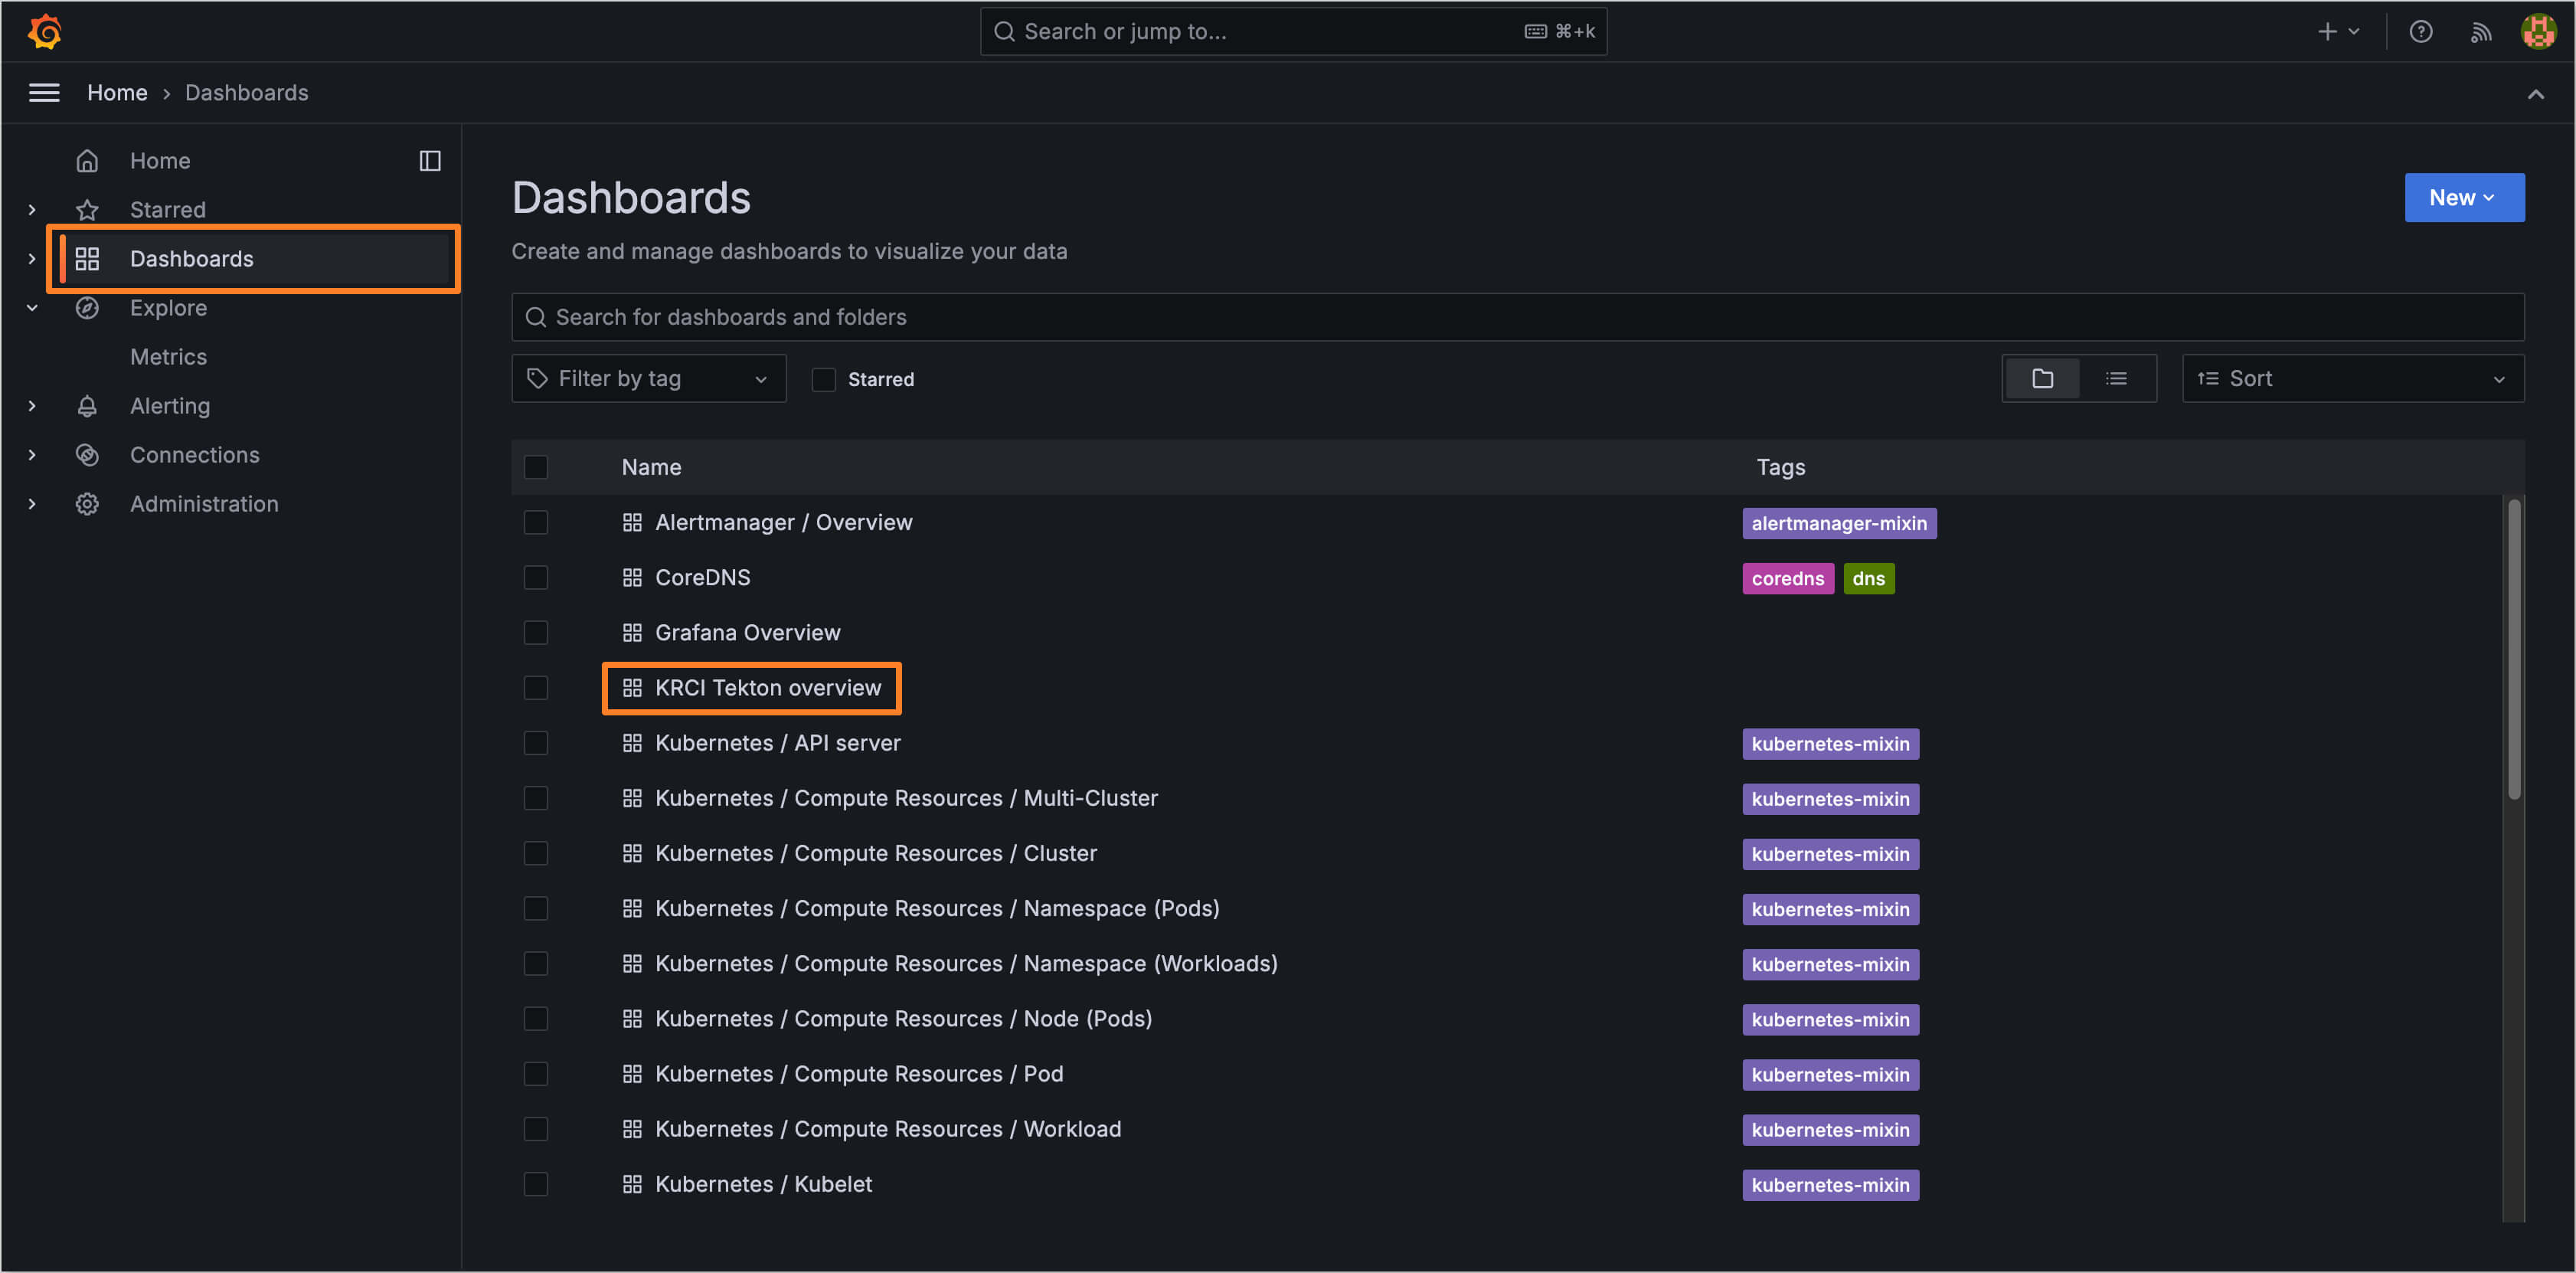 Search or jump to...
⌘+k
Home › Dashboards
Home
Starred
Dashboards
Explore
Metrics
Alerting
Connections
Administration
Dashboards
New
Create and manage dashboards to visualize your data
Search for dashboards and folders
Filter by tag
Starred
Sort
Name Tags
Alertmanager / Overview alertmanager-mixin
CoreDNS coredns dns
Grafana Overview
KRCI Tekton overview
Kubernetes / API server kubernetes-mixin
Kubernetes / Compute Resources / Multi-Cluster kubernetes-mixin
Kubernetes / Compute Resources / Cluster kubernetes-mixin
Kubernetes / Compute Resources / Namespace (Pods) kubernetes-mixin
Kubernetes / Compute Resources / Namespace (Workloads) kubernetes-mixin
Kubernetes / Compute Resources / Node (Pods) kubernetes-mixin
Kubernetes / Compute Resources / Pod kubernetes-mixin
Kubernetes / Compute Resources / Workload kubernetes-mixin
Kubernetes / Kubelet kubernetes-mixin